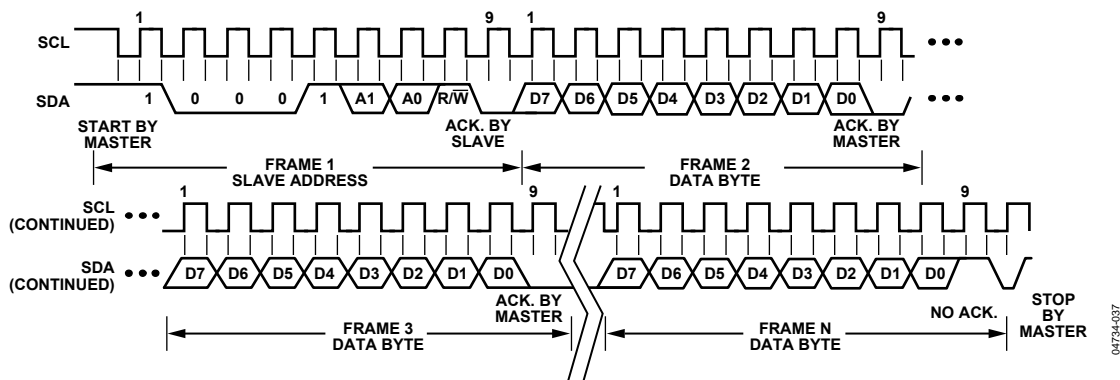 1 9 1 9
SCL
SDA 1 0 0 0 1 A1 A0 R/W D7 D6 D5 D4 D3 D2 D1 D0
START BY MASTER
ACK. BY SLAVE
ACK. BY MASTER
FRAME 1
SLAVE ADDRESS
FRAME 2
DATA BYTE
1 9 1 9
SCL
(CONTINUED)
SDA
(CONTINUED)
D7 D6 D5 D4 D3 D2 D1 D0 D7 D6 D5 D4 D3 D2 D1 D0
ACK. BY
MASTER
NO ACK.
STOP
BY
MASTER
FRAME 3
DATA BYTE
FRAME N
DATA BYTE
04734-037